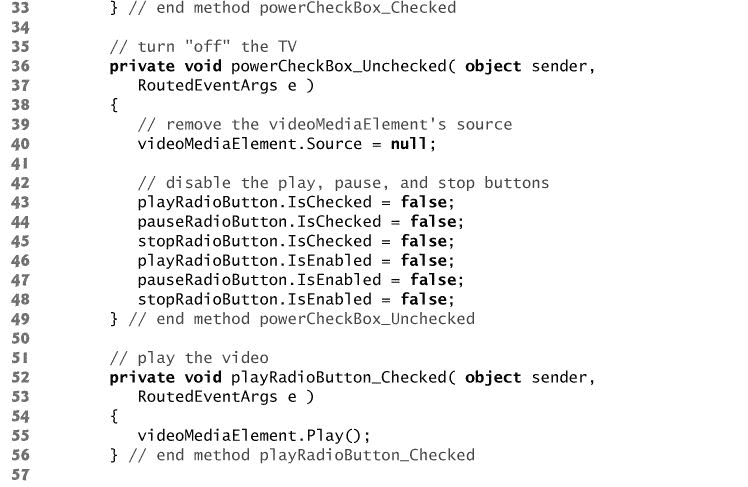 33 } // end method powerCheckBox_Checked
34
35 // turn "off" the TV
36 private void powerCheckBox_Unchecked( object sender,
37 RoutedEventArgs e )
38 {
39 // remove the videoMediaElement's source
40 videoMediaElement.Source = null;
41
42 // disable the play, pause, and stop buttons
43 playRadioButton.IsChecked = false;
44 pauseRadioButton.IsChecked = false;
45 stopRadioButton.IsChecked = false;
46 playRadioButton.IsEnabled = false;
47 pauseRadioButton.IsEnabled = false;
48 stopRadioButton.IsEnabled = false;
49 } // end method powerCheckBox_Unchecked
50
51 // play the video
52 private void playRadioButton_Checked( object sender,
53 RoutedEventArgs e )
54 {
55 videoMediaElement.Play();
56 } // end method playRadioButton_Checked
57